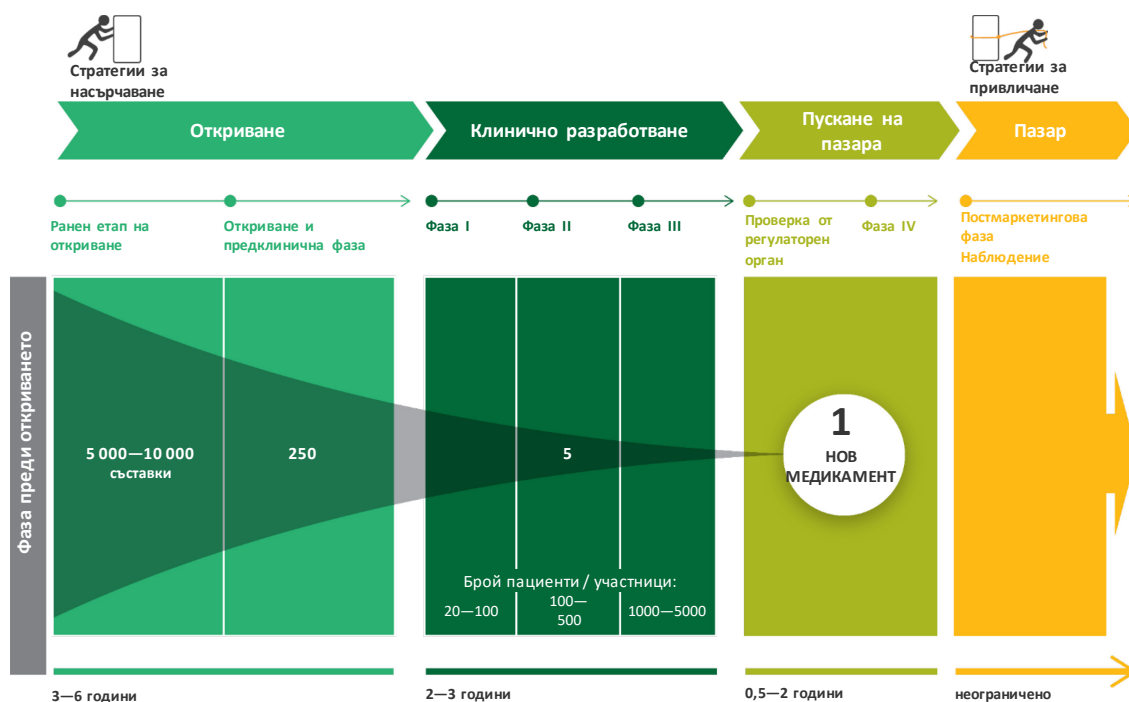 Стратегии за
насърчаване
Стратегии за
привличане
Откриване
Клинично разработване
Пускане на
пазара
Пазар
Ранен етап на
откриване
Откриване и
предклинична фаза
Фаза I
Фаза II
Фаза III
Проверка от
регулаторен
орган
Фаза IV
Постмаркетингова
фаза
Наблюдение
Фаза преди откриването
5 000—10 000
съставки
250
5
1
НОВ
МЕДИКАМЕНТ
Брой пациенти / участници:
20—100
100—
500
1000—5000
3—6 години
2—3 години
0,5—2 години
неограничено